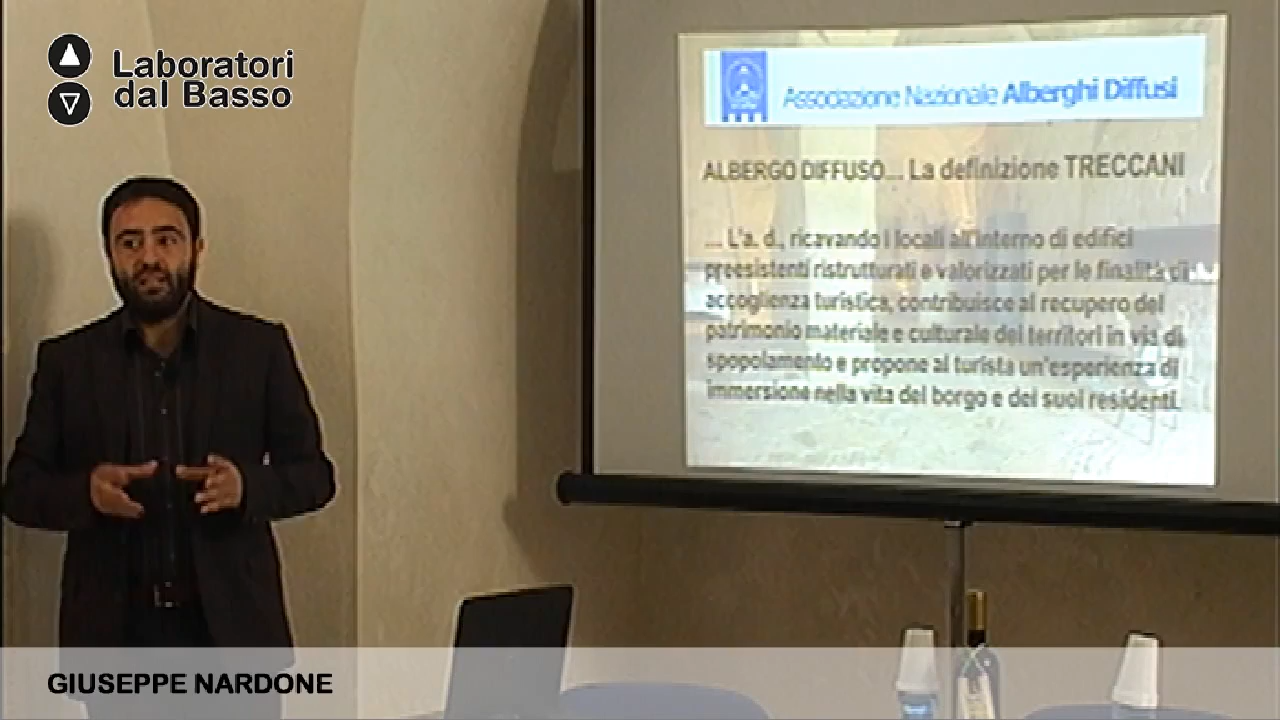 Laboratori
dal Basso
Associazione Nazionale Alberghi Diffusi
ALBERGO DIFFUSO... La definizione TRECCANI
... L'a. d., ricavando i locali all'interno di edifici
preesistenti ristrutturati e valorizzati per le finalità di
accoglienza turistica, contribuisce al recupero del
patrimonio materiale e culturale dei territori in via di
spopolamento e propone al turista un'esperienza di
immersione nella vita del borgo e dei suoi residenti.
GIUSEPPE NARDONE